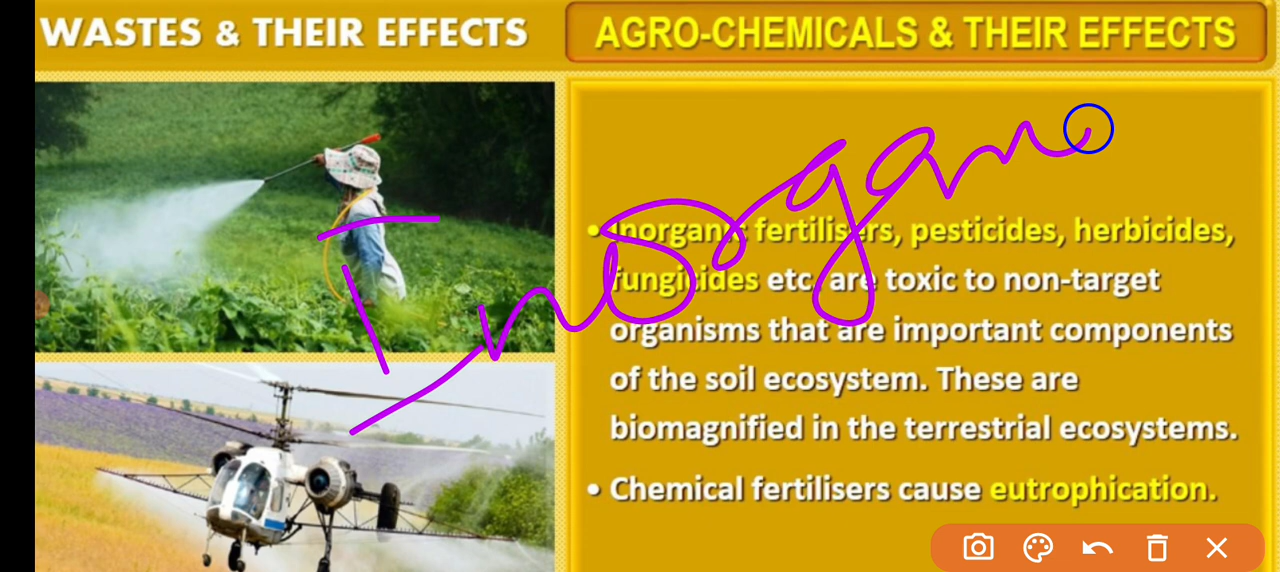 WASTES & THEIR EFFECTS
AGRO-CHEMICALS & THEIR EFFECTS
• Inorganic fertilisers, pesticides, herbicides,
fungicides etc. are toxic to non-target
organisms that are important components
of the soil ecosystem. These are
biomagnified in the terrestrial ecosystems.
• Chemical fertilisers cause eutrophication.
Inorgan